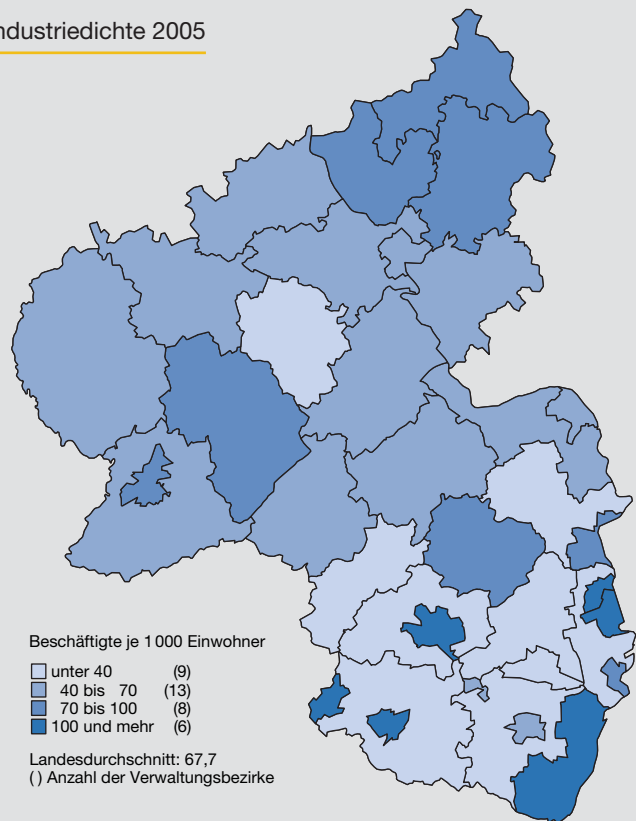 ndustriedichte 2005
Beschäftigte je 1 000 Einwohner
unter 40 (9)
40 bis 70 (13)
70 bis 100 (8)
100 und mehr (6)
Landesdurchschnitt: 67,7
( ) Anzahl der Verwaltungsbezirke